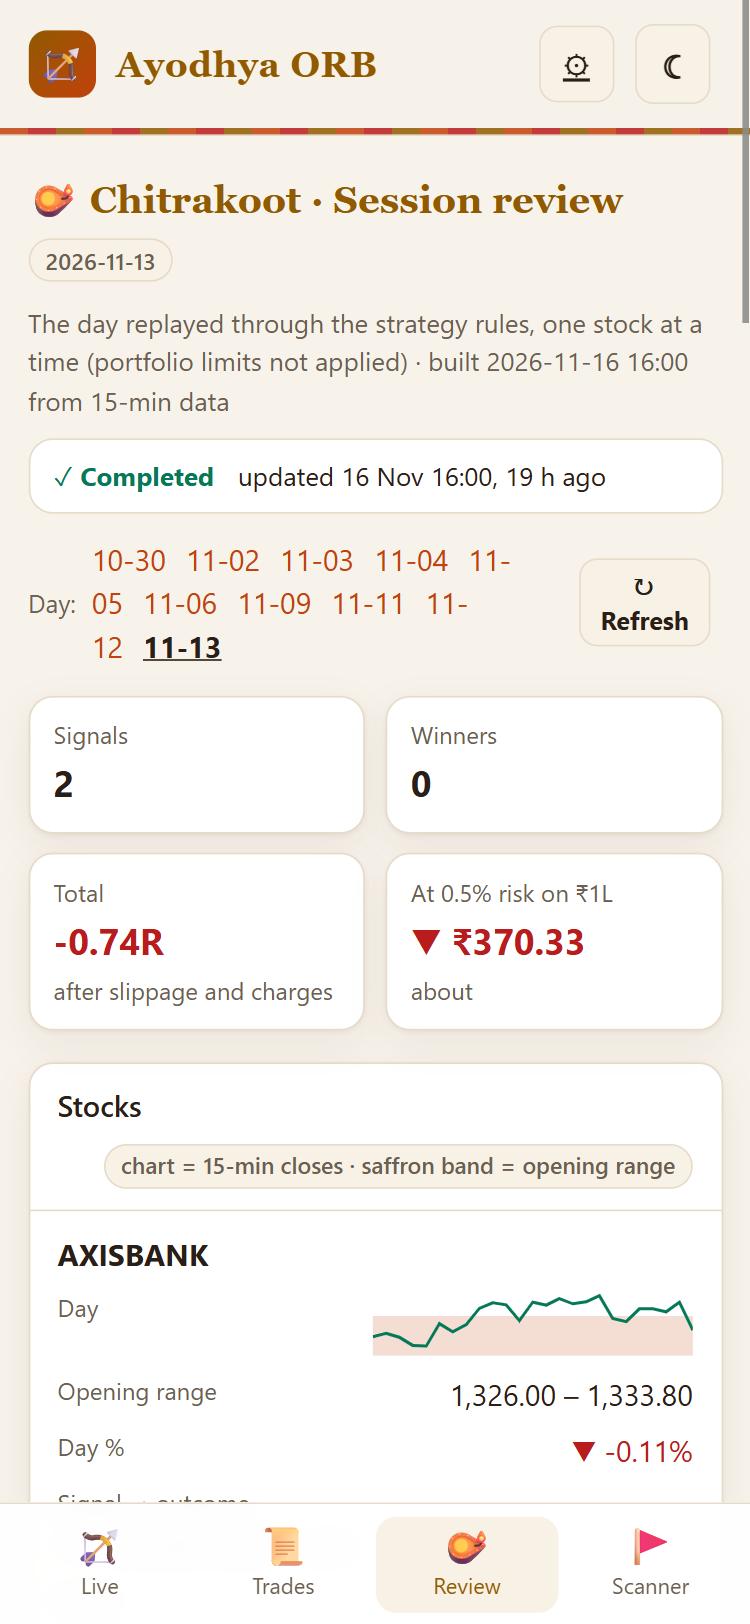 Ayodhya ORB
Chitrakoot · Session review
2026-11-13
The day replayed through the strategy rules, one stock at a
time (portfolio limits not applied) · built 2026-11-16 16:00
from 15-min data
✓ Completed updated 16 Nov 16:00, 19 h ago
10-30 11-02 11-03 11-04 11-
Day: 05 11-06 11-09 11-11 11-
12 11-13
↻
Refresh
Signals
2
Winners
0
Total
-0.74R
after slippage and charges
At 0.5% risk on ₹1L
▼ ₹370.33
about
Stocks
chart = 15-min closes · saffron band = opening range
AXISBANK
Day
Opening range 1,326.00 – 1,333.80
Day % ▼ -0.11%
Live
Trades
Review
Scanner